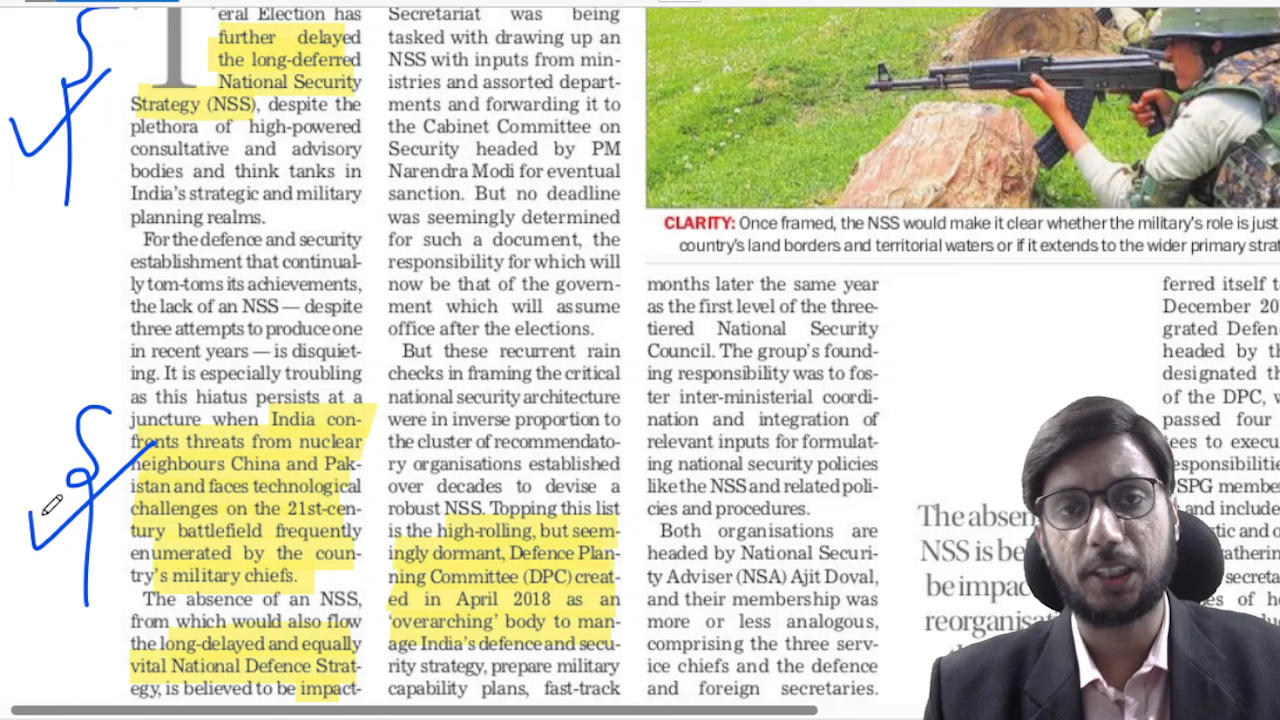 T
eral Election has
further delayed
the long-deferred
National Security
Strategy (NSS), despite the
plethora of high-powered
consultative and advisory
bodies and think tanks in
India's strategic and military
planning realms.
For the defence and security
establishment that continual-
ly tom-toms its achievements,
the lack of an NSS — despite
three attempts to produce one
in recent years — is disquiet-
ing. It is especially troubling
as this hiatus persists at a
juncture when India con-
fronts threats from nuclear
neighbours China and Pak-
istan and faces technological
challenges on the 21st-cen-
tury battlefield frequently
enumerated by the coun-
try's military chiefs.
The absence of an NSS,
from which would also flow
the long-delayed and equally
vital National Defence Strat-
egy, is believed to be impact-
Secretariat was being
tasked with drawing up an
NSS with inputs from min-
istries and assorted depart-
ments and forwarding it to
the Cabinet Committee on
Security headed by PM
Narendra Modi for eventual
sanction. But no deadline
was seemingly determined
for such a document, the
responsibility for which will
now be that of the govern-
ment which will assume
office after the elections.
But these recurrent rain
checks in framing the critical
national security architecture
were in inverse proportion to
the cluster of recommendato-
ry organisations established
over decades to devise a
robust NSS. Topping this list
is the high-rolling, but seem-
ingly dormant, Defence Plan-
ning Committee (DPC) creat-
ed in April 2018 as an
'overarching' body to man-
age India's defence and secu-
rity strategy, prepare military
capability plans, fast-track
CLARITY: Once framed, the NSS would make it clear whether the military's role is just
country's land borders and territorial waters or if it extends to the wider primary strat
months later the same year
as the first level of the three-
tiered National Security
Council. The group's found-
ing responsibility was to fos-
ter inter-ministerial coordi-
nation and integration of
relevant inputs for formulat-
ing national security policies
like the NSS and related poli-
cies and procedures.
Both organisations are
headed by National Securi-
ty Adviser (NSA) Ajit Doval,
and their membership was
more or less analogous,
comprising the three serv-
ice chiefs and the defence
and foreign secretaries.
The absen
NSS is be
be impac
reorganisat
ferred itself t
December 20
grated Defen
headed by th
designated th
of the DPC, w
passed four
tees to execu
esponsibilitie
SPG membe
and include
tic and
atherin
secreta
es of h